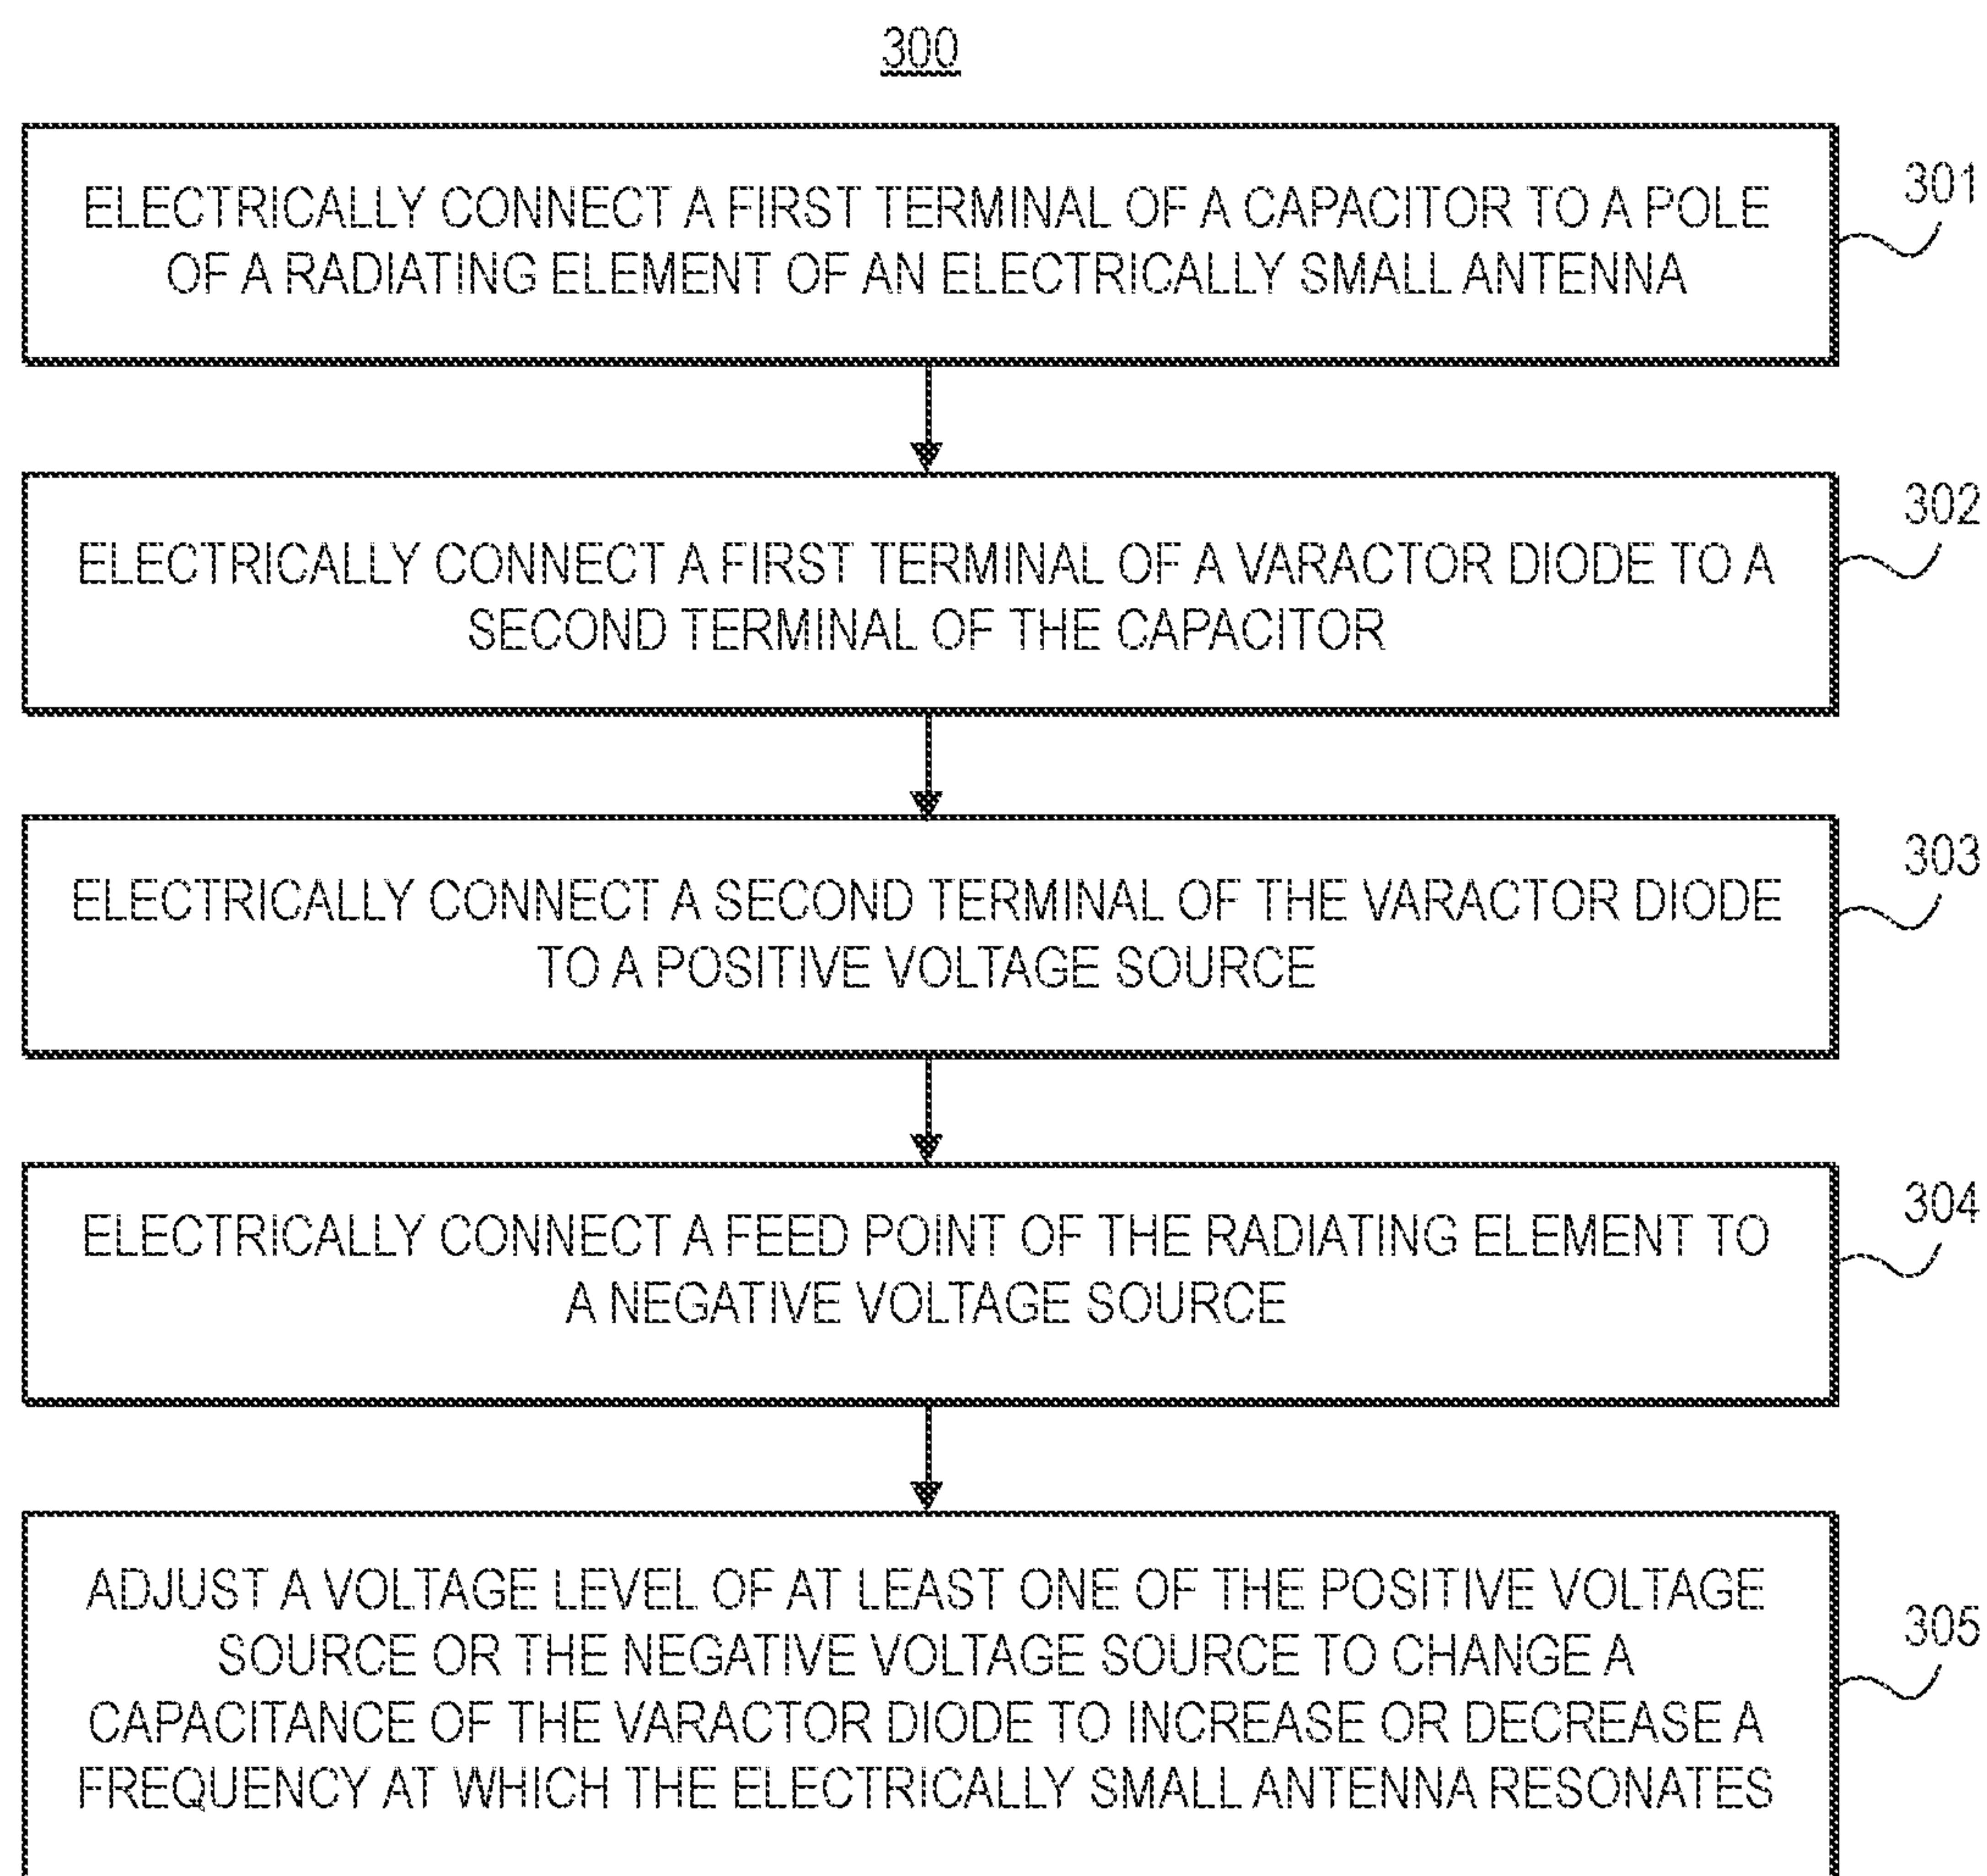 300
ELECTRICALLY CONNECT A FIRST TERMINAL OF A CAPACITOR TO A POLE
OF A RADIATING ELEMENT OF AN ELECTRICALLY SMALL ANTENNA
301
ELECTRICALLY CONNECT A FIRST TERMINAL OF A VARACTOR DIODE TO A
SECOND TERMINAL OF THE CAPACITOR
302
ELECTRICALLY CONNECT A SECOND TERMINAL OF THE VARACTOR DIODE
TO A POSITIVE VOLTAGE SOURCE
303
ELECTRICALLY CONNECT A FEED POINT OF THE RADIATING ELEMENT TO
A NEGATIVE VOLTAGE SOURCE
304
ADJUST A VOLTAGE LEVEL OF AT LEAST ONE OF THE POSITIVE VOLTAGE
SOURCE OR THE NEGATIVE VOLTAGE SOURCE TO CHANGE A
CAPACITANCE OF THE VARACTOR DIODE TO INCREASE OR DECREASE A
FREQUENCY AT WHICH THE ELECTRICALLY SMALL ANTENNA RESONATES
305